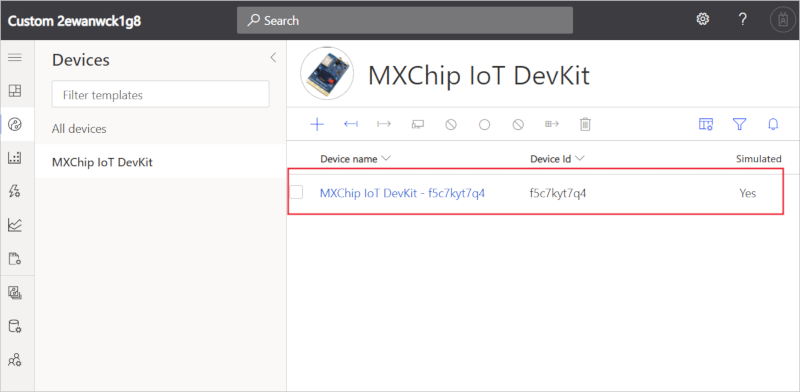 Custom 2ewanwck1g8
Search
?
Devices
Filter templates
All devices
MXChip IoT DevKit
MXChip IoT DevKit
Device name
Device Id
Simulated
MXChip IoT DevKit - f5c7kyt7q4
f5c7kyt7q4
Yes